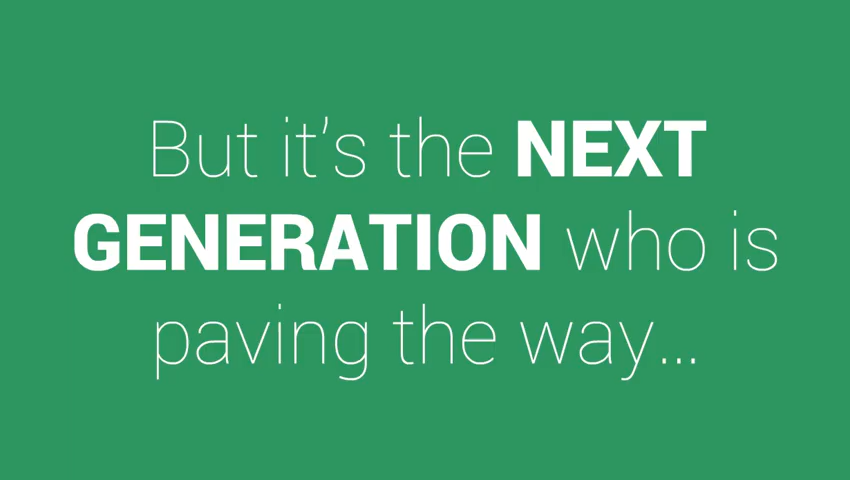 But it’s the NEXT
GENERATION who is
paving the way...